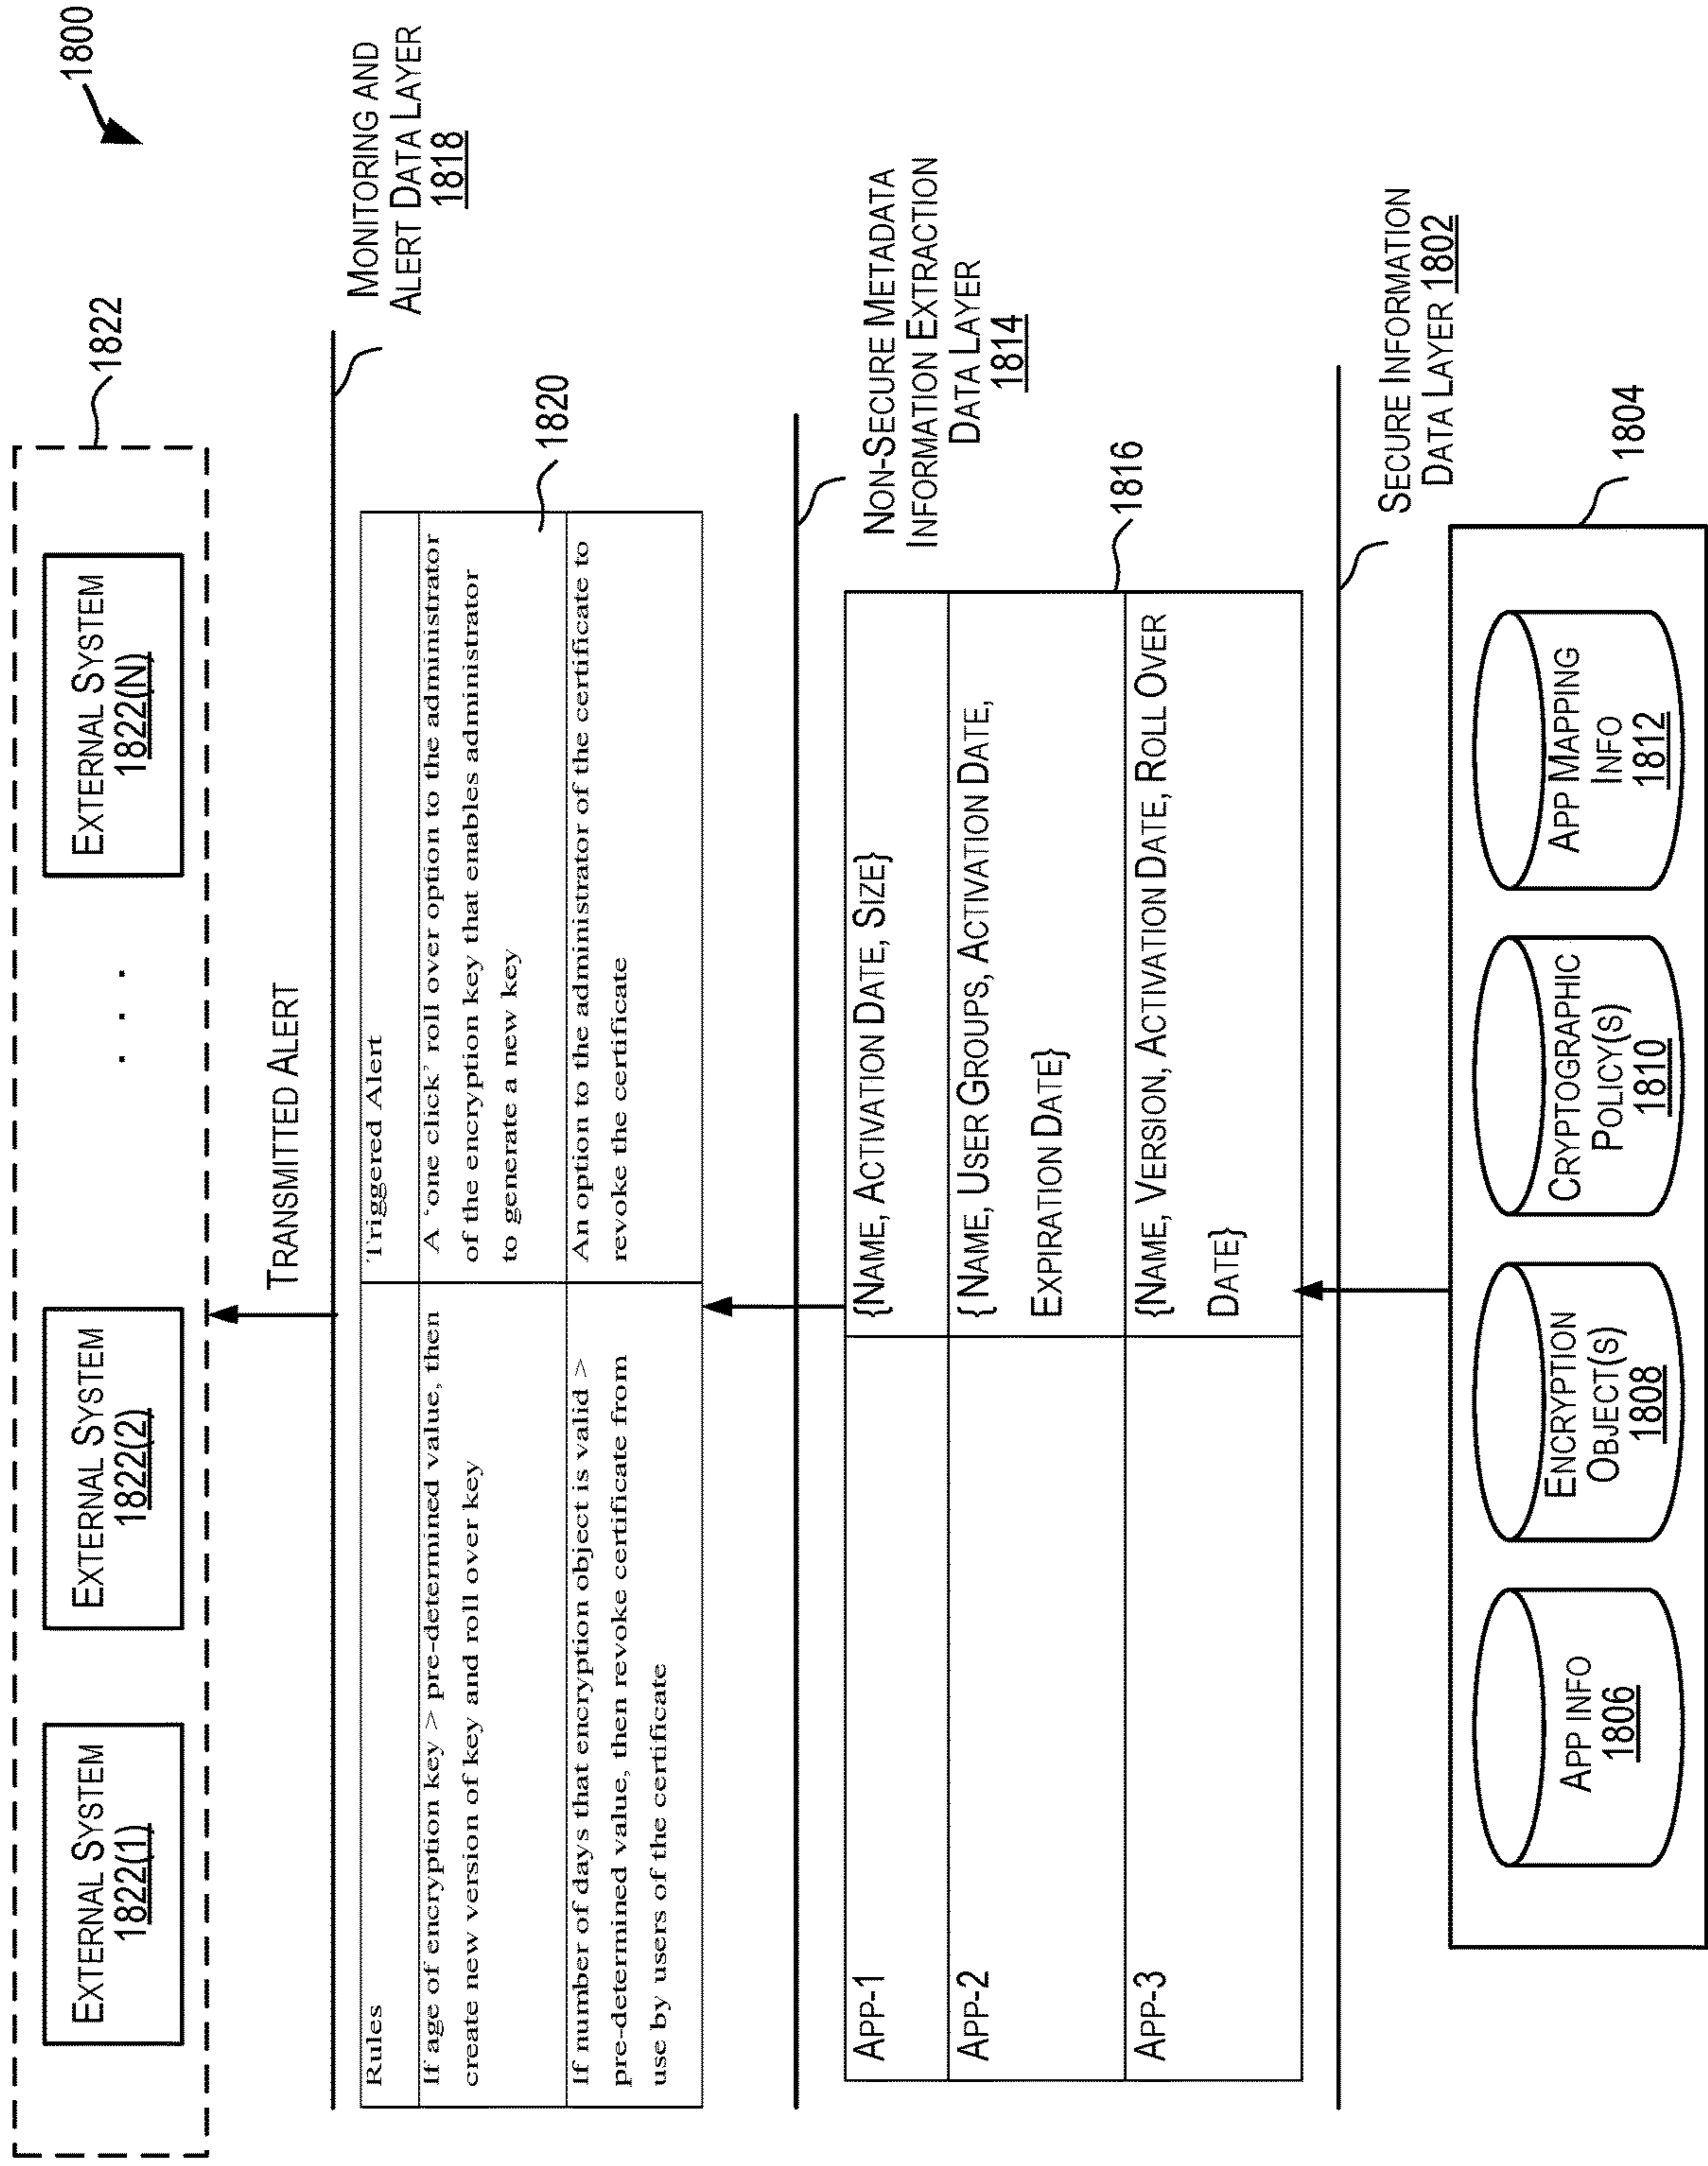 1800
1822
EXTERNAL SYSTEM
1822(1)
EXTERNAL SYSTEM
1822(2)
. . .
EXTERNAL SYSTEM
1822(N)
TRANSMITTED ALERT
MONITORING AND
ALERT DATA LAYER
1818
Rules
Triggered Alert
If age of encryption key > pre-determined value, then
create new version of key and roll over key
A 'one click' roll over option to the administrator
of the encryption key that enables administrator
to generate a new key
If number of days that encryption object is valid >
pre-determined value, then revoke certificate from
use by users of the certificate
An option to the administrator of the certificate to
revoke the certificate
1820
NON-SECURE METADATA
INFORMATION EXTRACTION
DATA LAYER
1814
APP-1
{NAME, ACTIVATION DATE, SIZE}
APP-2
{ NAME, USER GROUPS, ACTIVATION DATE,
EXPIRATION DATE}
APP-3
{NAME, VERSION, ACTIVATION DATE, ROLL OVER
DATE}
1816
SECURE INFORMATION
DATA LAYER 1802
1804
APP INFO
1806
ENCRYPTION
OBJECT(S)
1808
CRYPTOGRAPHIC
POLICY(S)
1810
APP MAPPING
INFO
1812